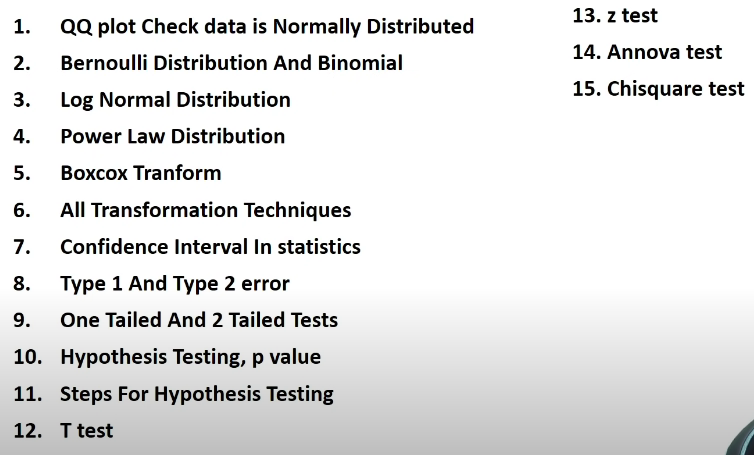 1. QQ plot Check data is Normally Distributed
2. Bernoulli Distribution And Binomial
3. Log Normal Distribution
4. Power Law Distribution
5. Boxcox Tranform
6. All Transformation Techniques
7. Confidence Interval In statistics
8. Type 1 And Type 2 error
9. One Tailed And 2 Tailed Tests
10. Hypothesis Testing, p value
11. Steps For Hypothesis Testing
12. T test
13. z test
14. Annova test
15. Chisquare test